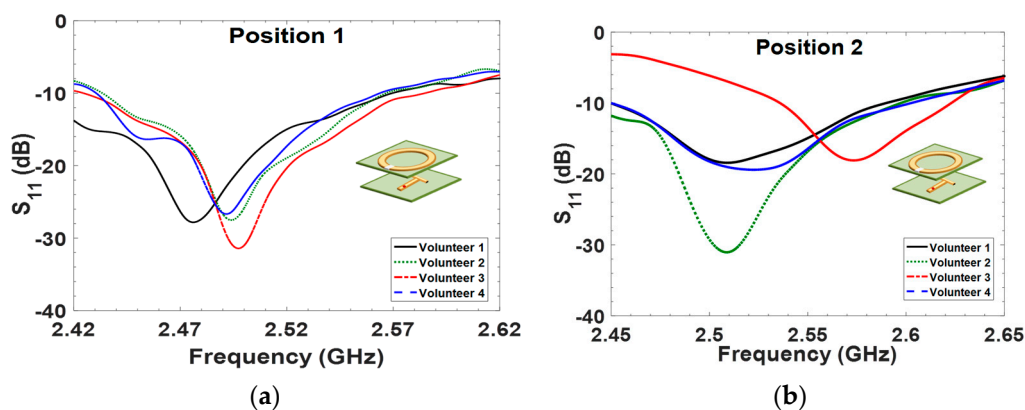 Position 1
S11 (dB)
0
-10
-20
-30
-40
2.42 2.47 2.52 2.57 2.62
Frequency (GHz)
Volunteer 1
Volunteer 2
Volunteer 3
Volunteer 4
(a)
Position 2
S11 (dB)
0
-10
-20
-30
-40
2.45 2.5 2.55 2.6 2.65
Frequency (GHz)
Volunteer 1
Volunteer 2
Volunteer 3
Volunteer 4
(b)